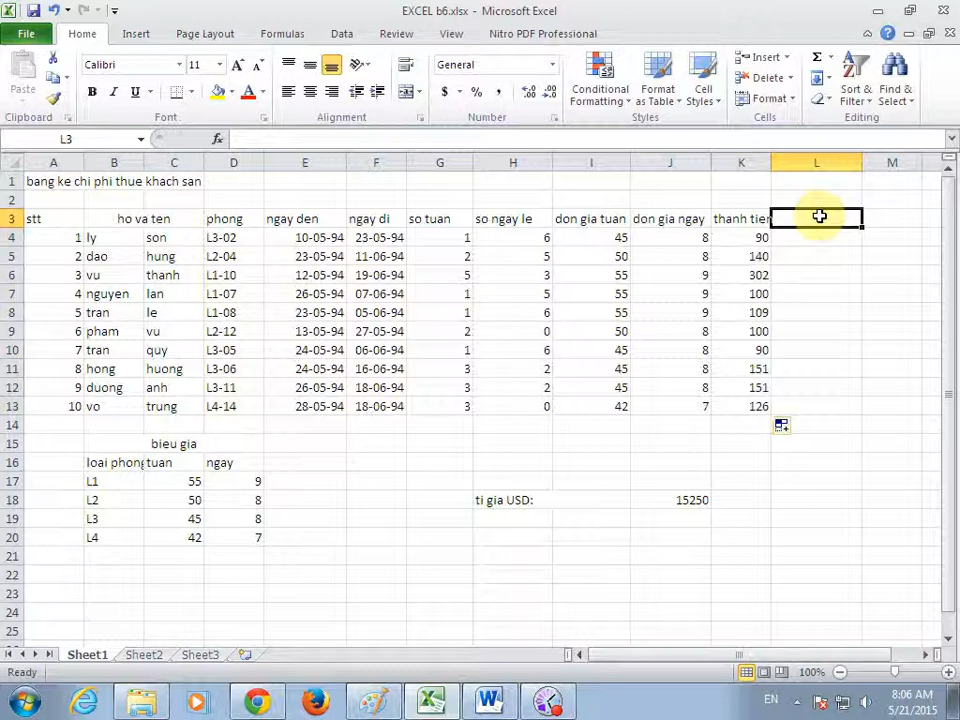 EXCEL b6.xlsx - Microsoft Excel
File Home Insert Page Layout Formulas Data Review View Nitro PDF Professional
Paste Calibri 11 A A General Conditional Formatting Format as Table Cell Styles Insert Delete Format Sort & Filter Find & Select
B I U A $ % , .0 .00 .00 .0
Clipboard Font Alignment Number Styles Cells Editing
L3 fx
A B C D E F G H I J K L M
1 bang ke chi phi thue khach san
2
3 stt ho va ten phong ngay den ngay di so tuan so ngay le don gia tuan don gia ngay thanh tien
4 1 ly son L3-02 10-05-94 23-05-94 1 6 45 8 90
5 2 dao hung L2-04 23-05-94 11-06-94 2 5 50 8 140
6 3 vu thanh L1-10 12-05-94 19-06-94 5 3 55 9 302
7 4 nguyen lan L1-07 26-05-94 07-06-94 1 5 55 9 100
8 5 tran le L1-08 23-05-94 05-06-94 1 6 55 9 109
9 6 pham vu L2-12 13-05-94 27-05-94 2 0 50 8 100
10 7 tran quy L3-05 24-05-94 06-06-94 1 6 45 8 90
11 8 hong huong L3-06 24-05-94 16-06-94 3 2 45 8 151
12 9 duong anh L3-11 26-05-94 18-06-94 3 2 45 8 151
13 10 vo trung L4-14 28-05-94 18-06-94 3 0 42 7 126
14
15 bieu gia
16 loai phong tuan ngay
17 L1 55 9
18 L2 50 8 ti gia USD: 15250
19 L3 45 8
20 L4 42 7
21
22
23
24
25
Sheet1 Sheet2 Sheet3
Ready 100%
EN 8:06 AM
5/21/2015